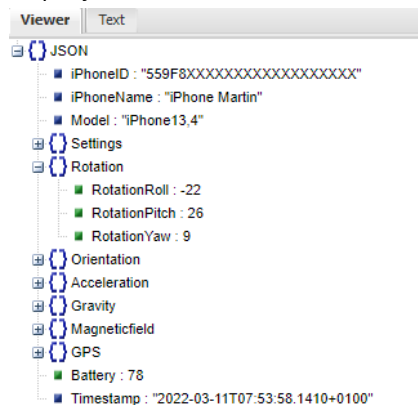 Viewer Text
{} JSON
iPhoneID : "559F8XXXXXXXXXXXXXXXXXXX"
iPhoneName : "iPhone Martin"
Model : "iPhone13,4"
{} Settings
{} Rotation
RotationRoll : -22
RotationPitch : 26
RotationYaw : 9
{} Orientation
{} Acceleration
{} Gravity
{} Magneticfield
{} GPS
Battery : 78
Timestamp : "2022-03-11T07:53:58.1410+0100"